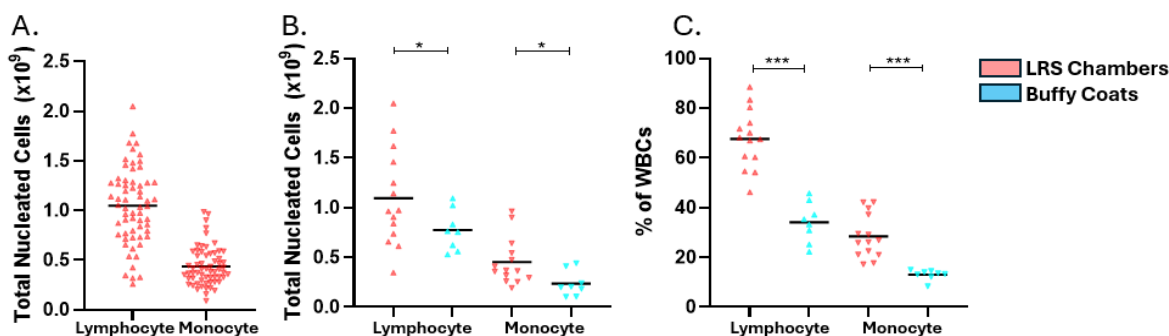 A.
Total Nucleated Cells (x10⁹)
2.5
2.0
1.5
1.0
0.5
0.0
Lymphocyte Monocyte
B.
Total Nucleated Cells (x10⁹)
2.5
2.0
1.5
1.0
0.5
0.0
* *
Lymphocyte Monocyte
C.
% of WBCs
100
80
60
40
20
0
*** ***
Lymphocyte Monocyte
LRS Chambers
Buffy Coats